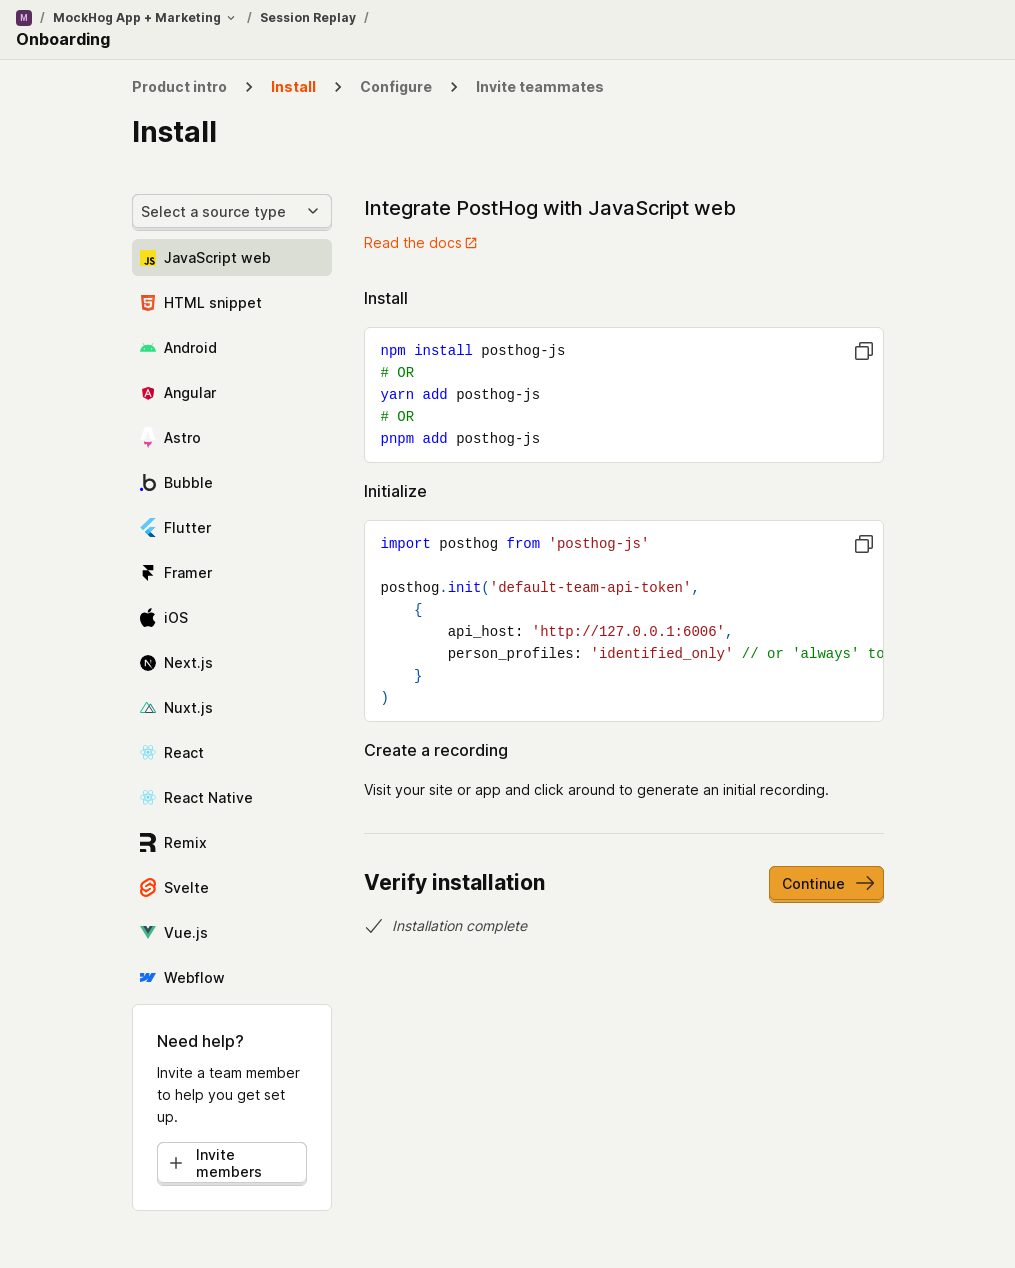 M / MockHog App + Marketing / Session Replay /
Onboarding
Product intro > Install > Configure > Invite teammates
Install
Select a source type
JS JavaScript web
HTML snippet
Android
Angular
Astro
Bubble
Flutter
Framer
iOS
Next.js
Nuxt.js
React
React Native
Remix
Svelte
Vue.js
Webflow
Need help?
Invite a team member
to help you get set
up.
Invite
members
Integrate PostHog with JavaScript web
Read the docs
Install
npm install posthog-js
# OR
yarn add posthog-js
# OR
pnpm add posthog-js
Initialize
import posthog from 'posthog-js'
posthog.init('default-team-api-token',
{
api_host: 'http://127.0.0.1:6006',
person_profiles: 'identified_only' // or 'always' to
}
)
Create a recording
Visit your site or app and click around to generate an initial recording.
Verify installation
Continue
Installation complete